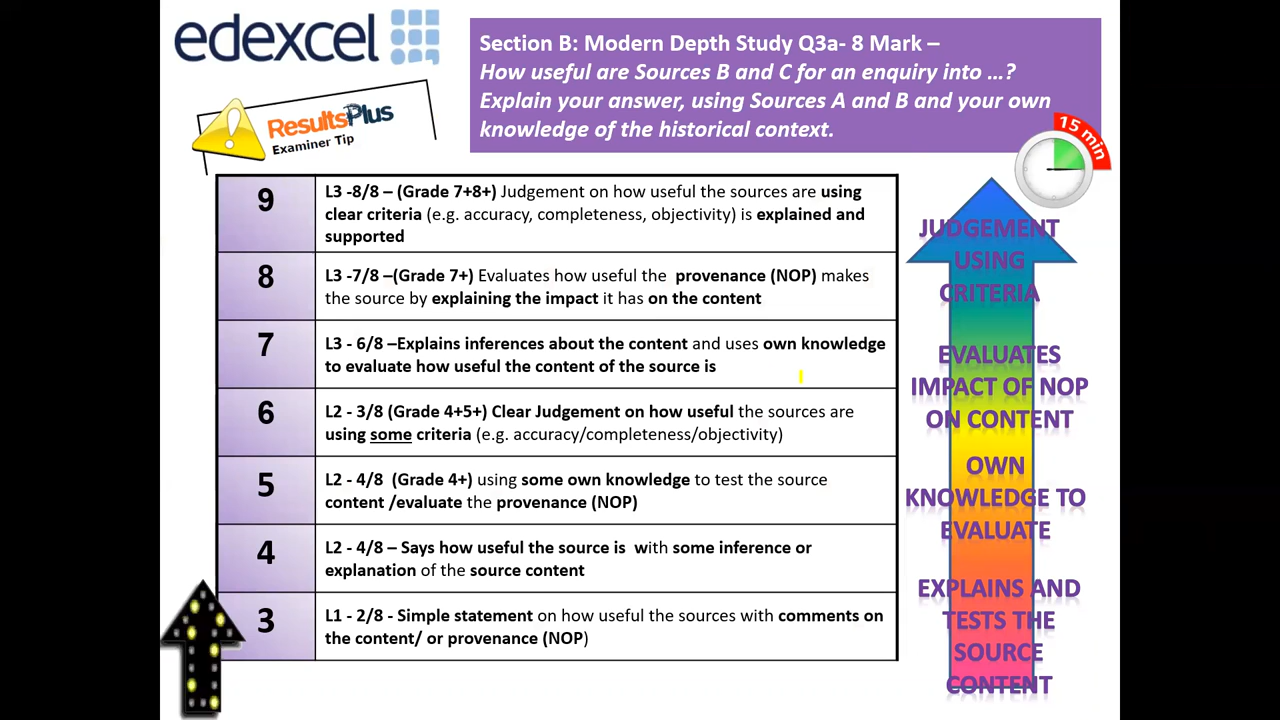 edexcel
Section B: Modern Depth Study Q3a- 8 Mark –
How useful are Sources B and C for an enquiry into …?
Explain your answer, using Sources A and B and your own
knowledge of the historical context.
ResultsPlus
Examiner Tip
15 min
9
L3 -8/8 – (Grade 7+8+) Judgement on how useful the sources are using
clear criteria (e.g. accuracy, completeness, objectivity) is explained and
supported
8
L3 -7/8 –(Grade 7+) Evaluates how useful the provenance (NOP) makes
the source by explaining the impact it has on the content
7
L3 - 6/8 –Explains inferences about the content and uses own knowledge
to evaluate how useful the content of the source is
6
L2 - 3/8 (Grade 4+5+) Clear Judgement on how useful the sources are
using some criteria (e.g. accuracy/completeness/objectivity)
5
L2 - 4/8 (Grade 4+) using some own knowledge to test the source
content /evaluate the provenance (NOP)
4
L2 - 4/8 – Says how useful the source is with some inference or
explanation of the source content
3
L1 - 2/8 - Simple statement on how useful the sources with comments on
the content/ or provenance (NOP)
JUDGEMENT
USING
CRITERIA
EVALUATES
IMPACT OF NOP
ON CONTENT
OWN
KNOWLEDGE TO
EVALUATE
EXPLAINS AND
TESTS THE
SOURCE
CONTENT